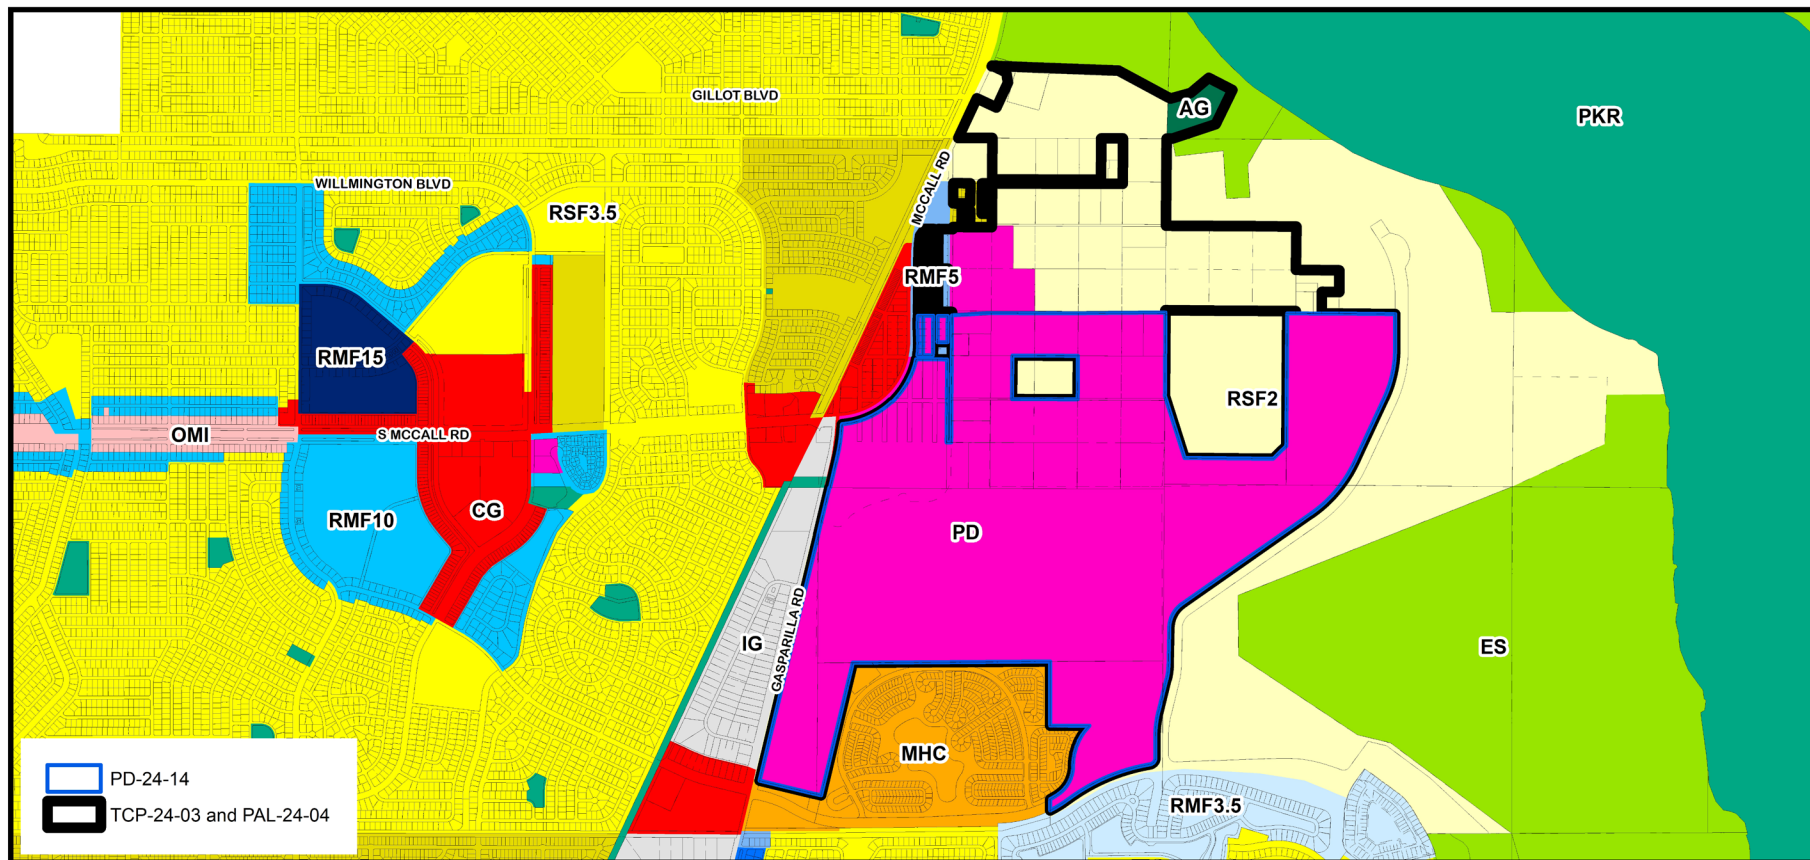 GILLOT BLVD
AG
PKR
MCCALL RD
WILLMINGTON BLVD
RSF3.5
RMF5
RMF15
RSF2
OMI
S MCCALL RD
CG
RMF10
PD
GASPARILLA RD
IG
ES
MHC
RMF3.5
PD-24-14
TCP-24-03 and PAL-24-04